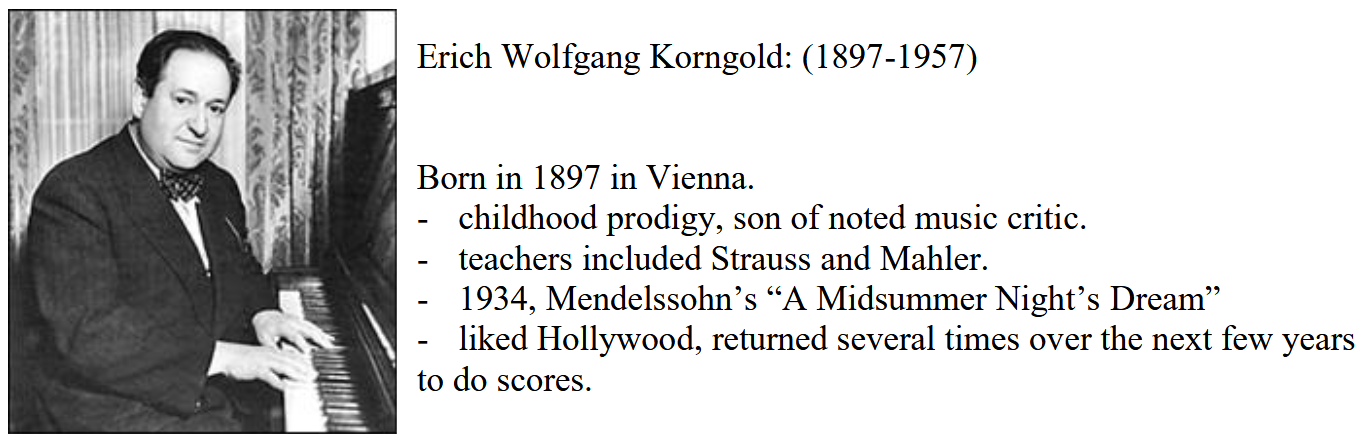 Erich Wolfgang Korngold: (1897-1957)
Born in 1897 in Vienna.
- childhood prodigy, son of noted music critic.
- teachers included Strauss and Mahler.
- 1934, Mendelssohn’s “A Midsummer Night’s Dream”
- liked Hollywood, returned several times over the next few years
to do scores.